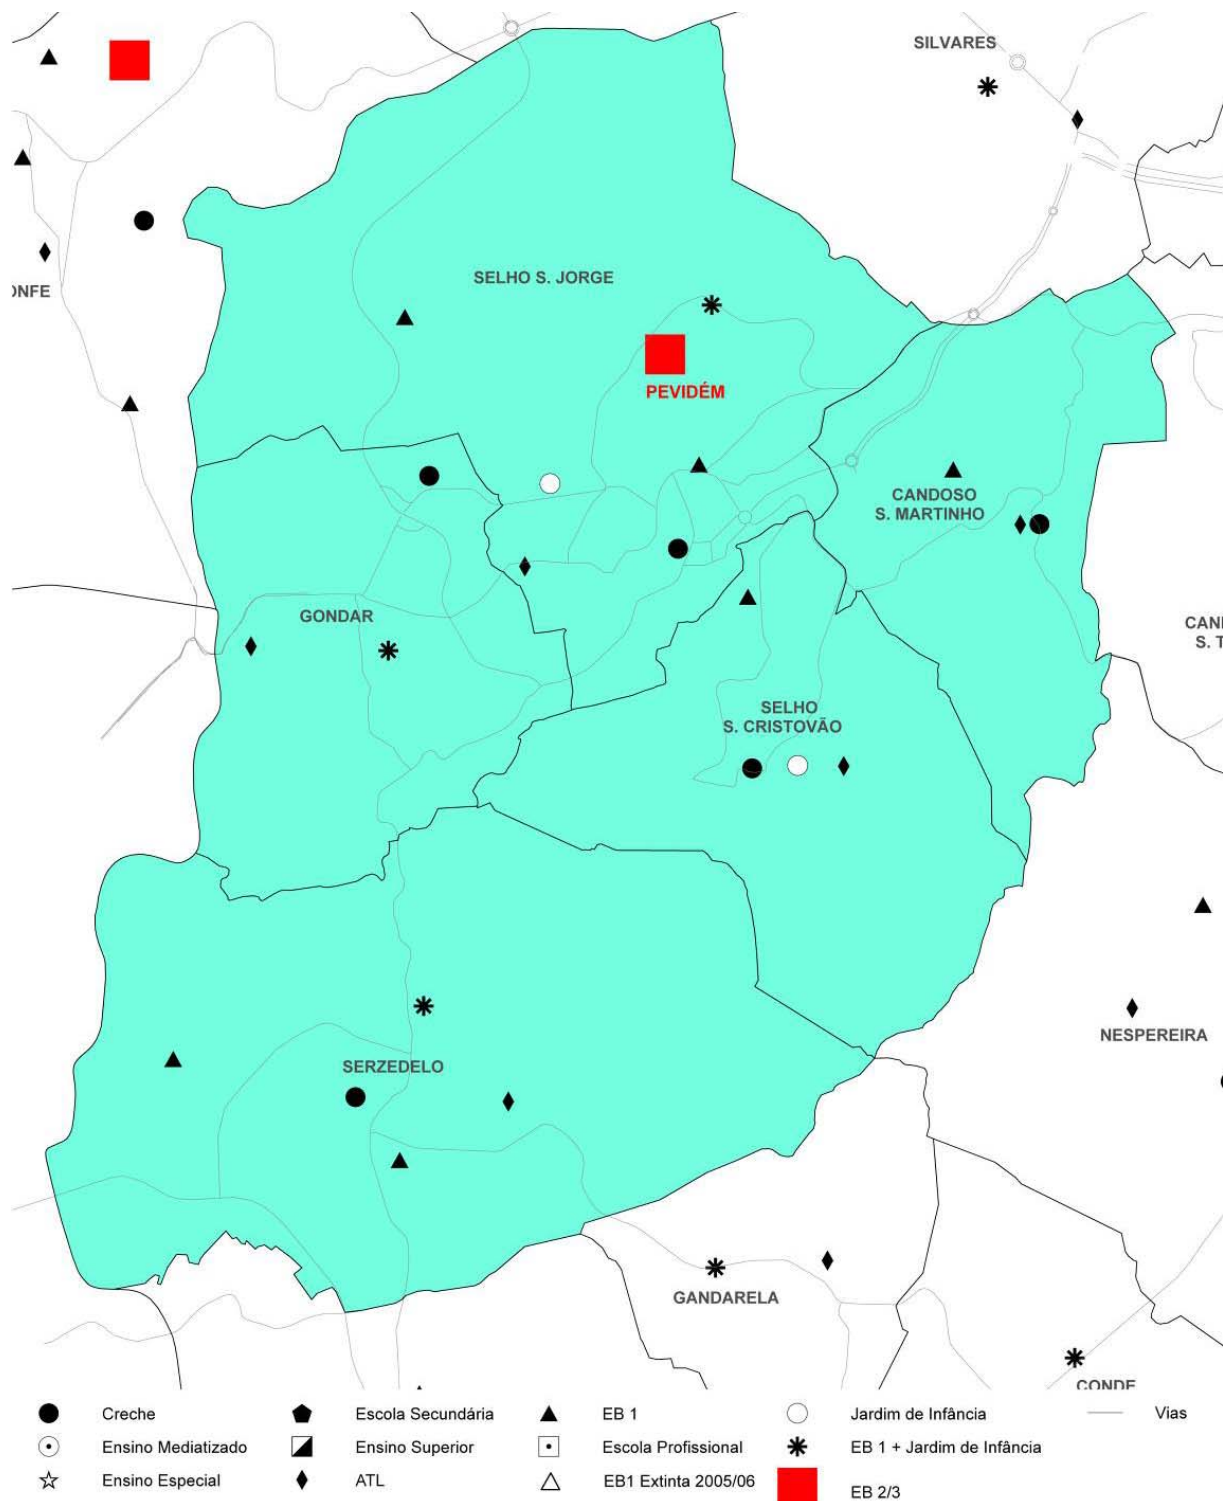 SILVARES
SELHO S. JORGE
ONFE
PEVIDÉM
CANDOSO
S. MARTINHO
GONDAR
CAN
S. T
SELHO
S. CRISTOVÃO
NESPEREIRA
SERZEDELO
GANDARELA
CONDE
Creche
Escola Secundária
EB 1
Jardim de Infância
Vias
Ensino Mediatizado
Ensino Superior
Escola Profissional
EB 1 + Jardim de Infância
Ensino Especial
ATL
EB1 Extinta 2005/06
EB 2/3